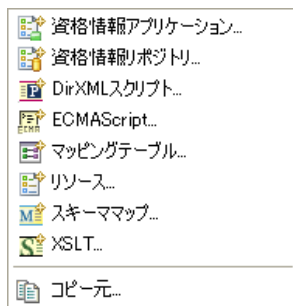 資格情報アプリケーション...
資格情報リポジトリ...
DirXMLスクリプト...
ECMAScript...
マッピングテーブル...
リソース...
スキーママップ...
XSLT...
コピー元...